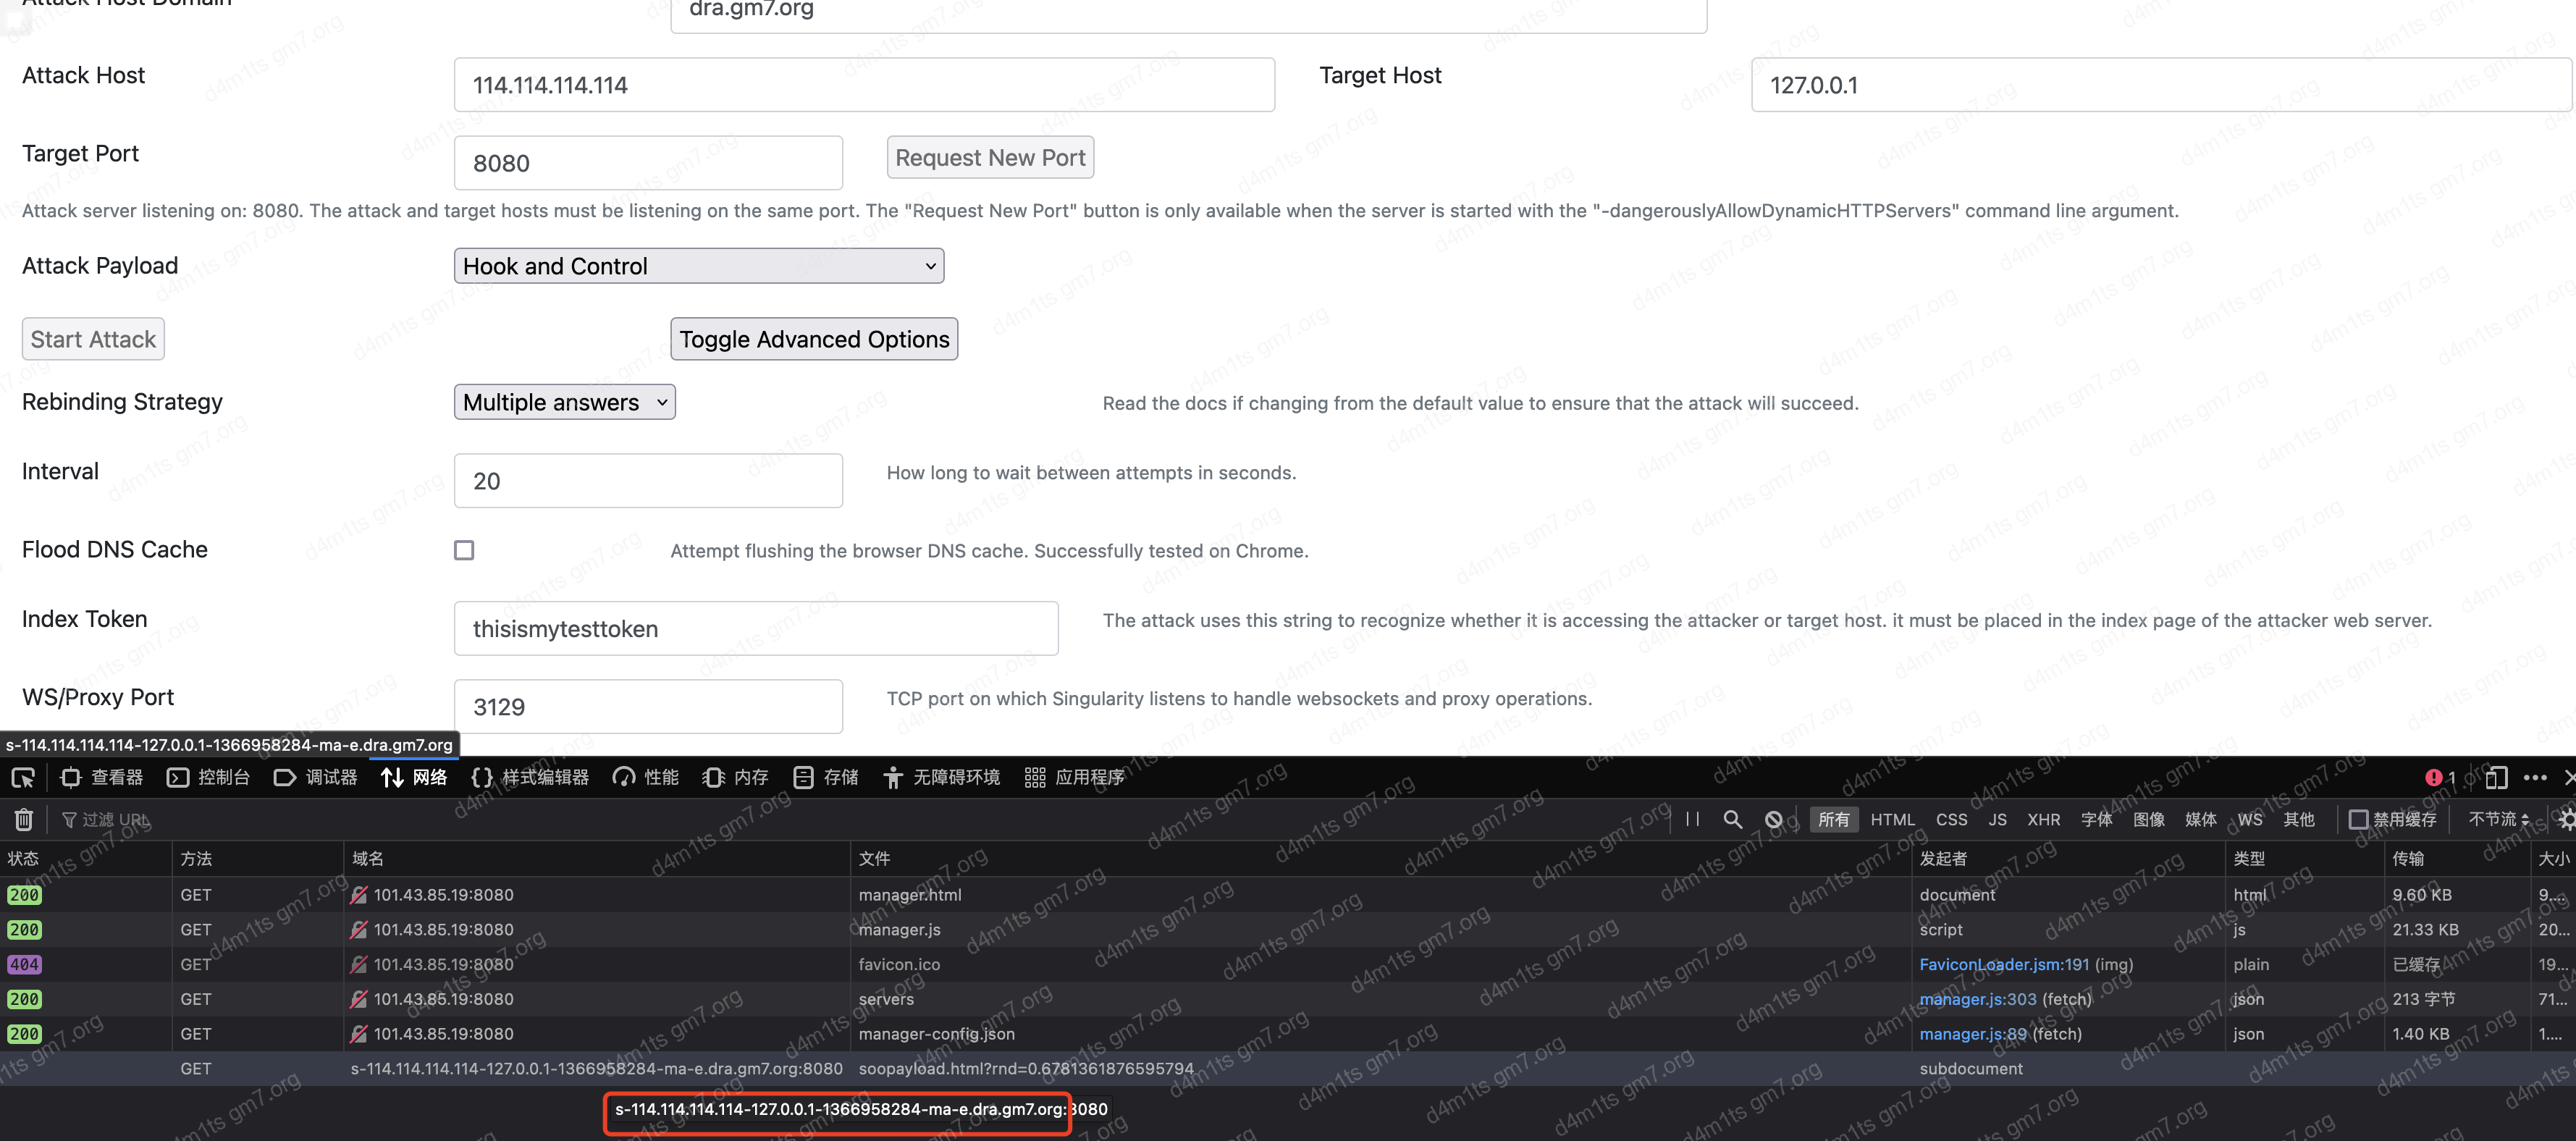 Attack Host Domain
dra.gm7.org
Attack Host
114.114.114.114
Target Host
127.0.0.1
Target Port
8080
Request New Port
Attack server listening on: 8080. The attack and target hosts must be listening on the same port. The "Request New Port" button is only available when the server is started with the "-dangerouslyAllowDynamicHTTPServers" command line argument.
Attack Payload
Hook and Control
Start Attack
Toggle Advanced Options
Rebinding Strategy
Multiple answers
Read the docs if changing from the default value to ensure that the attack will succeed.
Interval
20
How long to wait between attempts in seconds.
Flood DNS Cache
Attempt flushing the browser DNS cache. Successfully tested on Chrome.
Index Token
thisismytesttoken
The attack uses this string to recognize whether it is accessing the attacker or target host. it must be placed in the index page of the attacker web server.
WS/Proxy Port
3129
TCP port on which Singularity listens to handle websockets and proxy operations.
s-114.114.114.114-127.0.0.1-1366958284-ma-e.dra.gm7.org
查看器 控制台 调试器 网络 样式编辑器 性能 内存 存储 无障碍环境 应用程序 1
过滤 URL 所有 HTML CSS JS XHR 字体 图像 媒体 WS 其他 禁用缓存 不节流
状态 方法 域名 文件 发起者 类型 传输 大小
200 GET 101.43.85.19:8080 manager.html document html 9.60 KB 9....
200 GET 101.43.85.19:8080 manager.js script js 21.33 KB 20...
404 GET 101.43.85.19:8080 favicon.ico FaviconLoader.jsm:191 (img) plain 已缓存 19...
200 GET 101.43.85.19:8080 servers manager.js:303 (fetch) json 213 字节 71...
200 GET 101.43.85.19:8080 manager-config.json manager.js:89 (fetch) json 1.40 KB 1....
GET s-114.114.114.114-127.0.0.1-1366958284-ma-e.dra.gm7.org:8080 soopayload.html?rnd=0.6781361876595794 subdocument
s-114.114.114.114-127.0.0.1-1366958284-ma-e.dra.gm7.org:8080
d4m1ts gm7.org